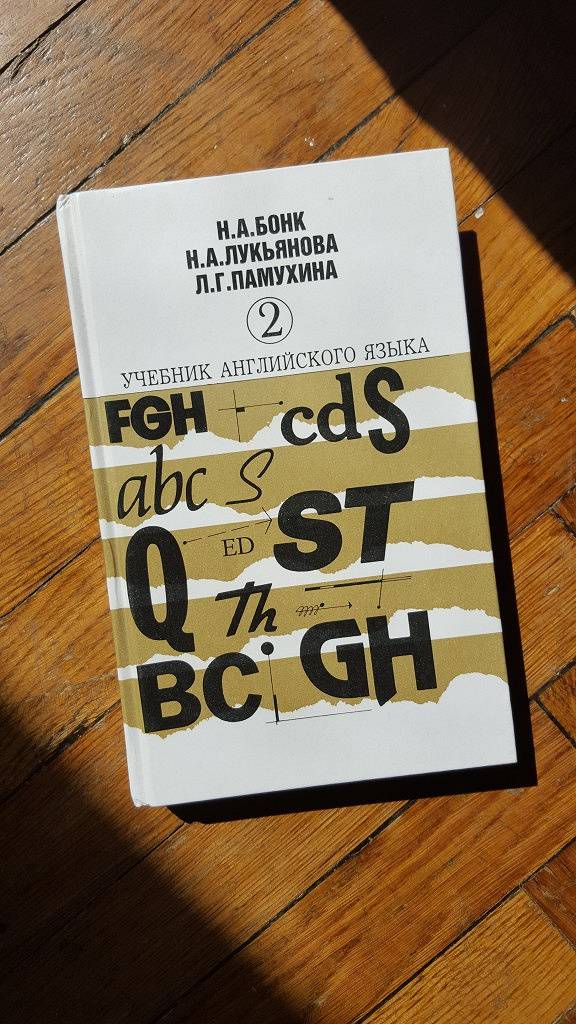 Н.А.БОНК
Н.А.ЛУКЬЯНОВА
Л.Г.ПАМУХИНА
2
УЧЕБНИК АНГЛИЙСКОГО ЯЗЫКА
FGH cdS
abc S
Q ED ST
Th
BC GH